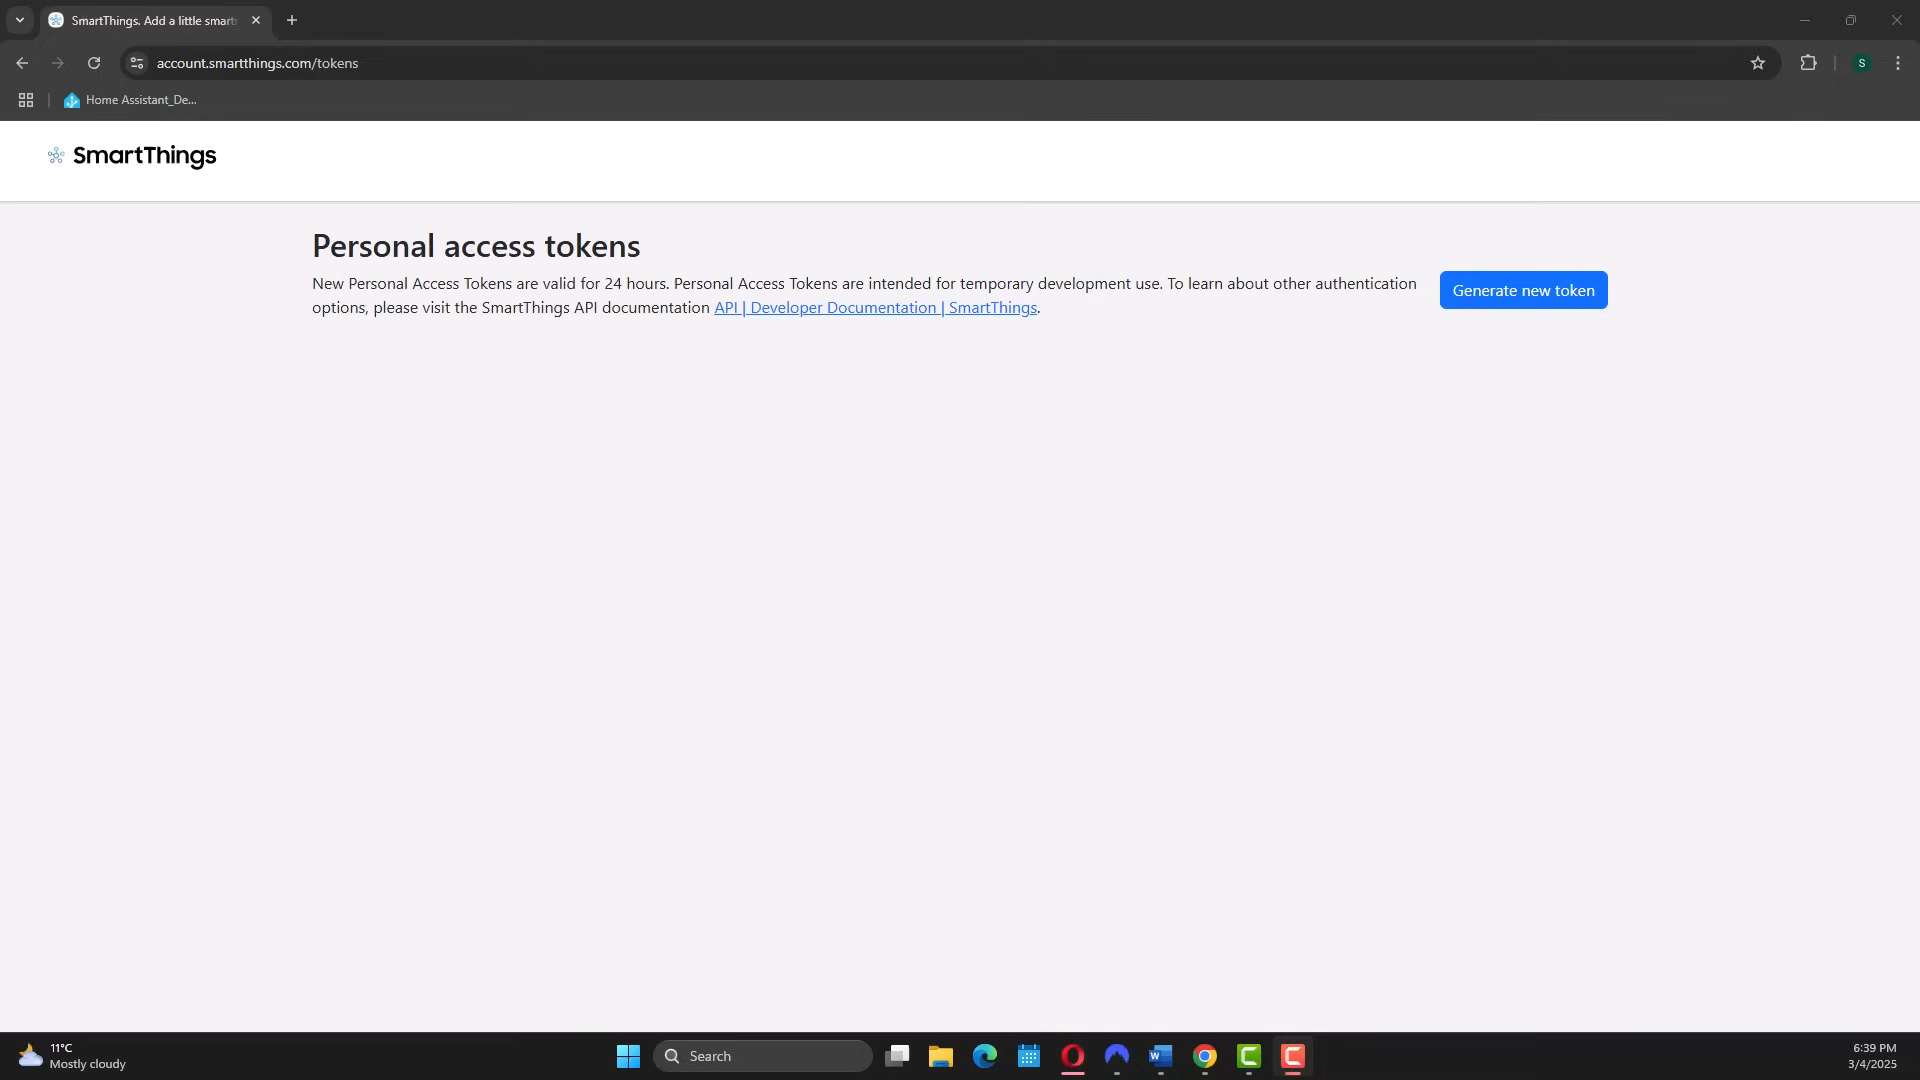 SmartThings. Add a little smart
account.smartthings.com/tokens
S
Home Assistant_De...
SmartThings
Personal access tokens
New Personal Access Tokens are valid for 24 hours. Personal Access Tokens are intended for temporary development use. To learn about other authentication
options, please visit the SmartThings API documentation API | Developer Documentation | SmartThings.
Generate new token
11°C
Mostly cloudy
Search
6:39 PM
3/4/2025